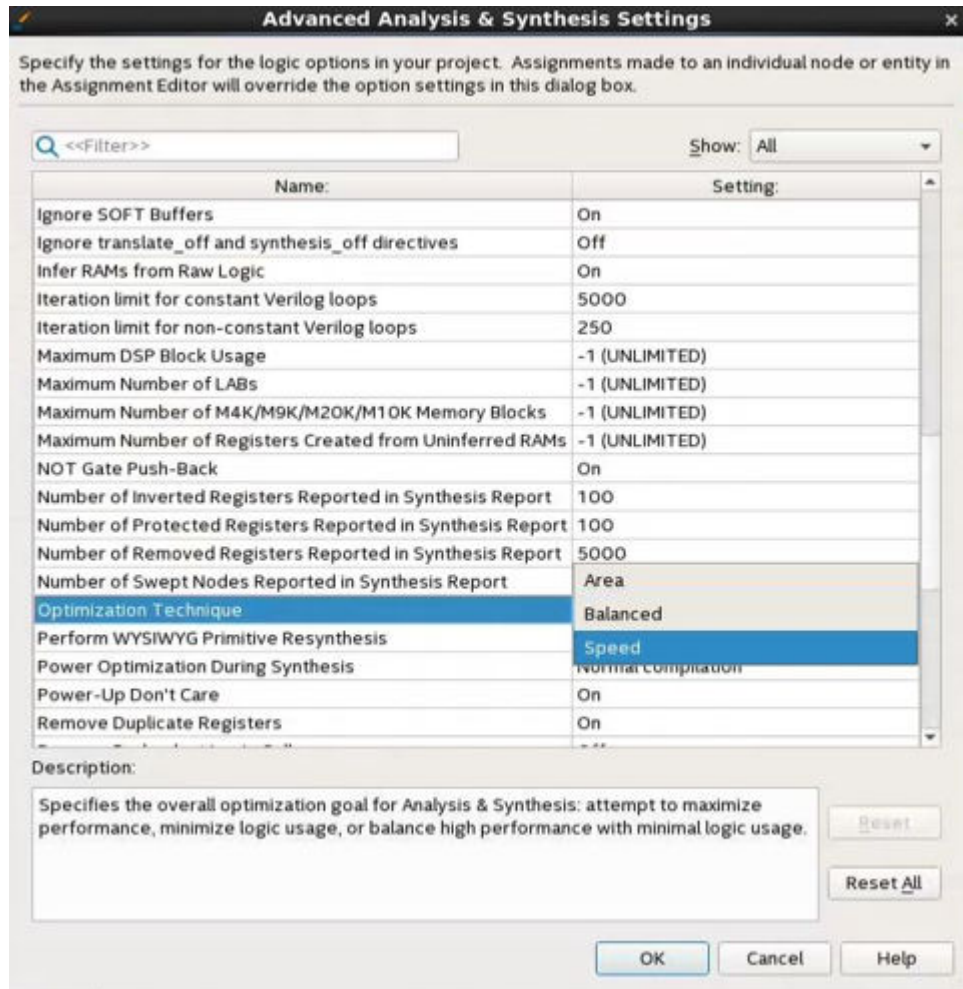 Advanced Analysis & Synthesis Settings
Specify the settings for the logic options in your project. Assignments made to an individual node or entity in
the Assignment Editor will override the option settings in this dialog box.
<<Filter>>
Show: All
Name: Setting:
Ignore SOFT Buffers On
Ignore translate_off and synthesis_off directives Off
Infer RAMs from Raw Logic On
Iteration limit for constant Verilog loops 5000
Iteration limit for non-constant Verilog loops 250
Maximum DSP Block Usage -1 (UNLIMITED)
Maximum Number of LABs -1 (UNLIMITED)
Maximum Number of M4K/M9K/M20K/M10K Memory Blocks -1 (UNLIMITED)
Maximum Number of Registers Created from Uninferred RAMs -1 (UNLIMITED)
NOT Gate Push-Back On
Number of Inverted Registers Reported in Synthesis Report 100
Number of Protected Registers Reported in Synthesis Report 100
Number of Removed Registers Reported in Synthesis Report 5000
Number of Swept Nodes Reported in Synthesis Report Area
Optimization Technique Balanced
Perform WYSIWYG Primitive Resynthesis Speed
Power Optimization During Synthesis Normal compilation
Power-Up Don't Care On
Remove Duplicate Registers On
Description:
Specifies the overall optimization goal for Analysis & Synthesis: attempt to maximize
performance, minimize logic usage, or balance high performance with minimal logic usage.
Reset
Reset All
OK Cancel Help